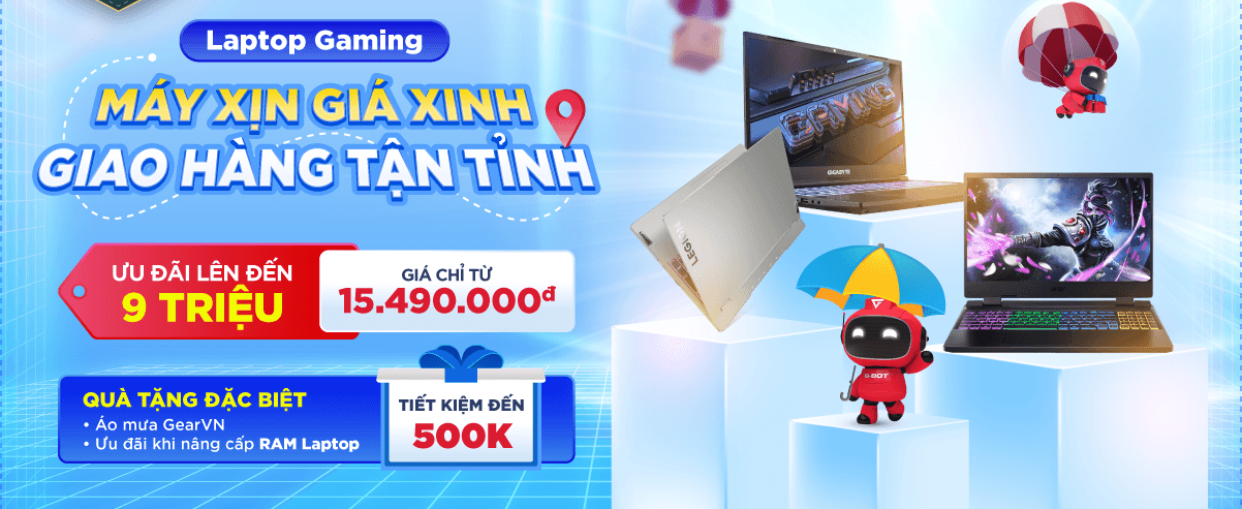 Laptop Gaming
MÁY XỊN GIÁ XINH
GIAO HÀNG TẬN TỈNH
ƯU ĐÃI LÊN ĐẾN
9 TRIỆU
GIÁ CHỈ TỪ
15.490.000đ
QUÀ TẶNG ĐẶC BIỆT
• Áo mưa GearVN
• Ưu đãi khi nâng cấp RAM Laptop
TIẾT KIỆM ĐẾN
500K
GAMING
GIGABYTE
LEGION
G-BOT